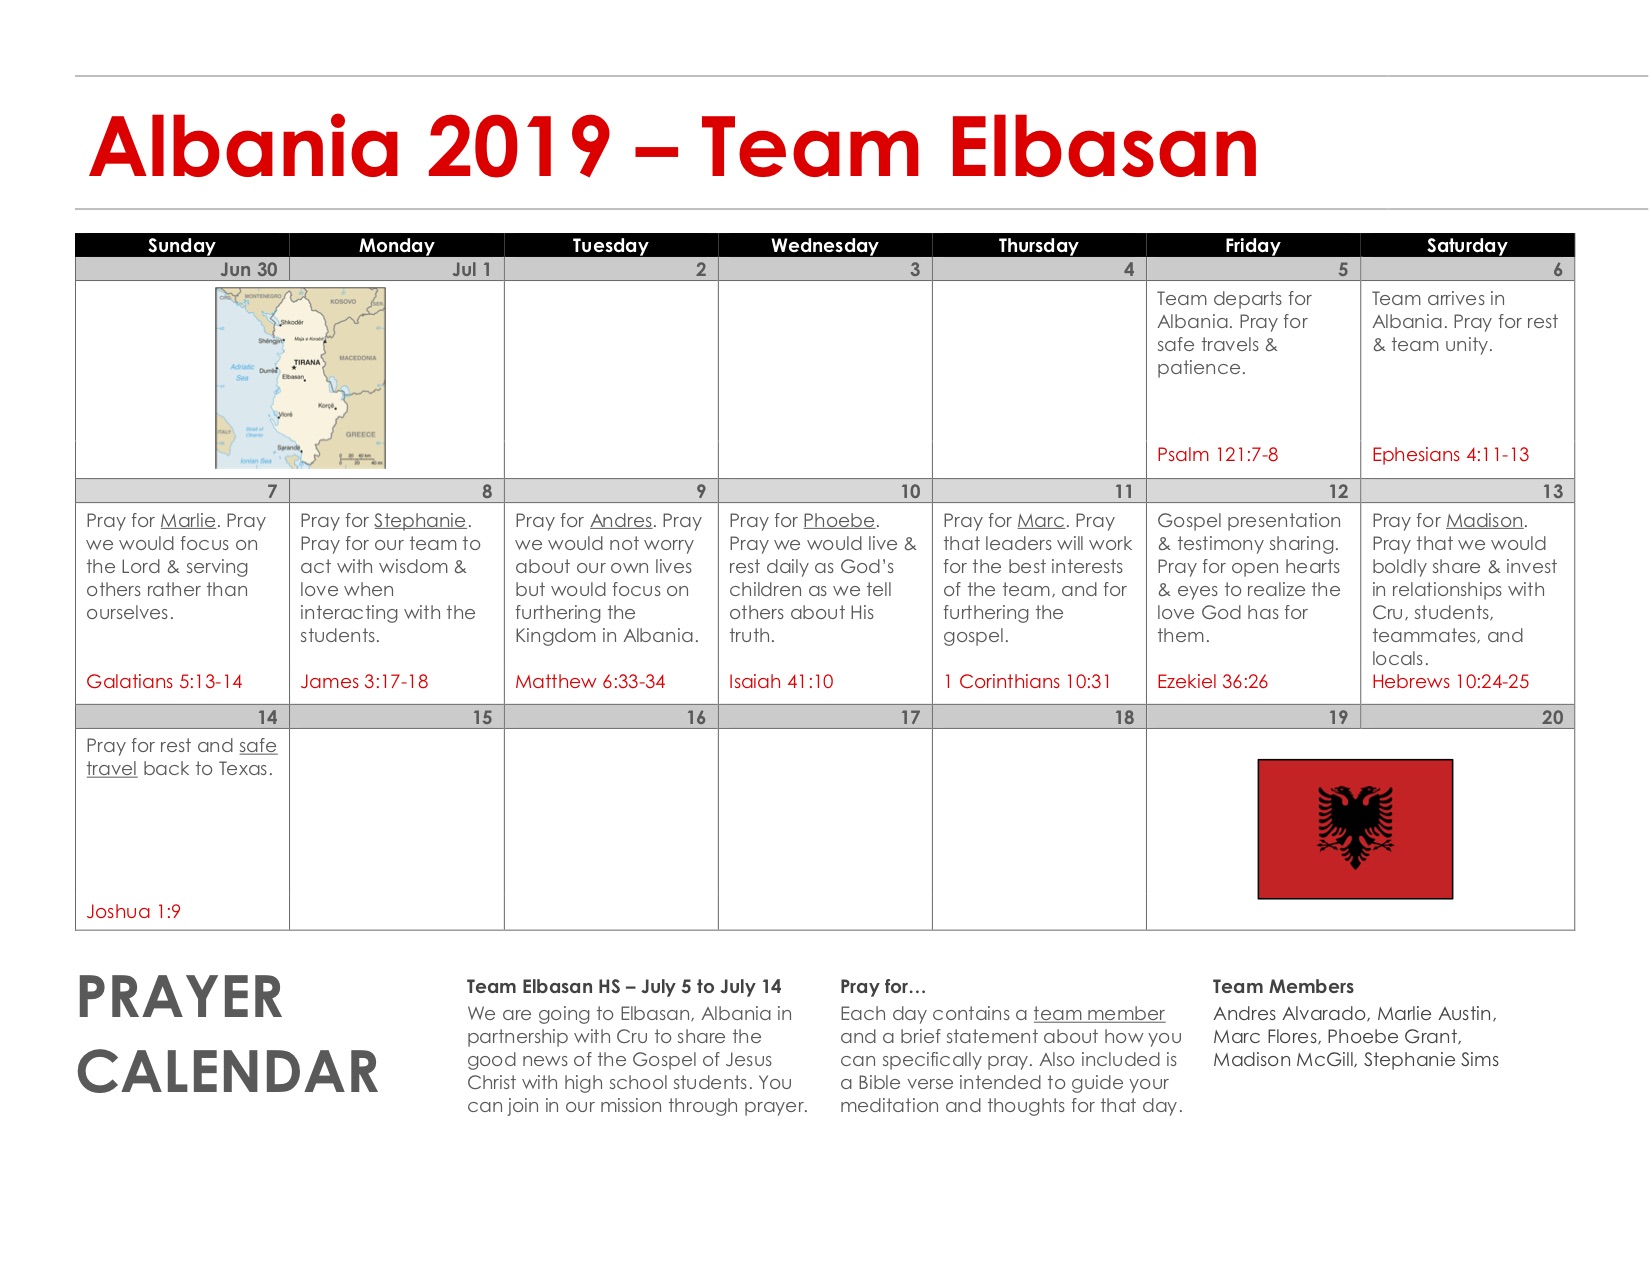 Albania 2019 – Team Elbasan
Sunday Monday Tuesday Wednesday Thursday Friday Saturday
Jun 30 Jul 1 2 3 4 5 6
MONTENEGRO
KOSOVO
Shkodër
Shëngjin
MACEDONIA
Adriatic
Sea
TIRANA
Durrës
Elbasan
Korçë
Vlorë
ITALY
Strait of
Otranto
GREECE
Sarandë
Ionian Sea
Team departs for
Albania. Pray for
safe travels &
patience.
Psalm 121:7-8
Team arrives in
Albania. Pray for rest
& team unity.
Ephesians 4:11-13
7 8 9 10 11 12 13
Pray for Marlie. Pray
we would focus on
the Lord & serving
others rather than
ourselves.
Galatians 5:13-14
Pray for Stephanie.
Pray for our team to
act with wisdom &
love when
interacting with the
students.
James 3:17-18
Pray for Andres. Pray
we would not worry
about our own lives
but would focus on
furthering the
Kingdom in Albania.
Matthew 6:33-34
Pray for Phoebe.
Pray we would live &
rest daily as God’s
children as we tell
others about His
truth.
Isaiah 41:10
Pray for Marc. Pray
that leaders will work
for the best interests
of the team, and for
furthering the
gospel.
1 Corinthians 10:31
Gospel presentation
& testimony sharing.
Pray for open hearts
& eyes to realize the
love God has for
them.
Ezekiel 36:26
Pray for Madison.
Pray that we would
boldly share & invest
in relationships with
Cru, students,
teammates, and
locals.
Hebrews 10:24-25
14 15 16 17 18 19 20
Pray for rest and safe
travel back to Texas.
Joshua 1:9
PRAYER
CALENDAR
Team Elbasan HS – July 5 to July 14
We are going to Elbasan, Albania in
partnership with Cru to share the
good news of the Gospel of Jesus
Christ with high school students. You
can join in our mission through prayer.
Pray for…
Each day contains a team member
and a brief statement about how you
can specifically pray. Also included is
a Bible verse intended to guide your
meditation and thoughts for that day.
Team Members
Andres Alvarado, Marlie Austin,
Marc Flores, Phoebe Grant,
Madison McGill, Stephanie Sims